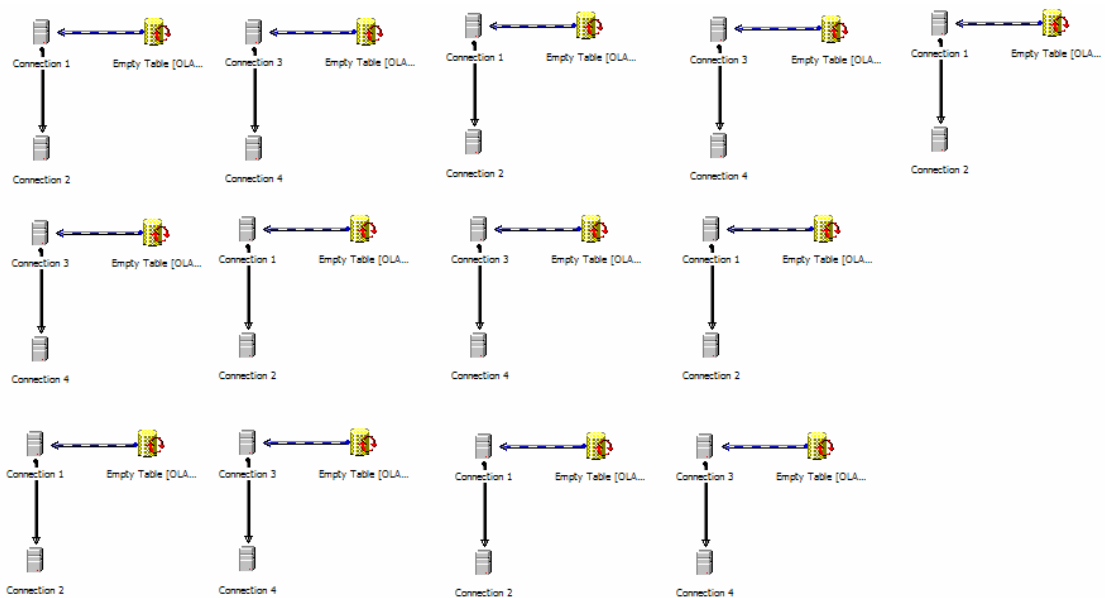 Connection 1 Empty Table [OLA... Connection 3 Empty Table [OLA... Connection 1 Empty Table [OLA... Connection 3 Empty Table [OLA... Connection 1 Empty Table [OLA...
Connection 2 Connection 4 Connection 2 Connection 4 Connection 2
Connection 3 Empty Table [OLA... Connection 1 Empty Table [OLA... Connection 3 Empty Table [OLA... Connection 1 Empty Table [OLA...
Connection 4 Connection 2 Connection 4 Connection 2
Connection 1 Empty Table [OLA... Connection 3 Empty Table [OLA... Connection 1 Empty Table [OLA... Connection 3 Empty Table [OLA...
Connection 2 Connection 4 Connection 2 Connection 4